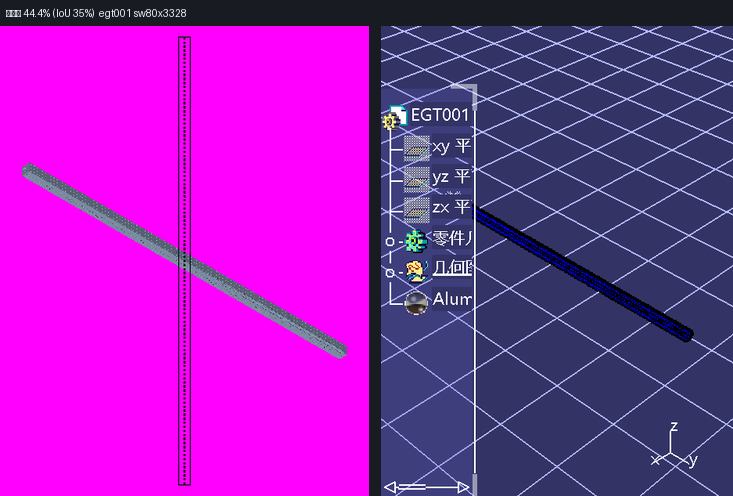 44.4% (IoU 35%) egt001 sw80x3328
EGT001
xy 平
yz 平
zx 平
零件
几何
Alum
z
x
y